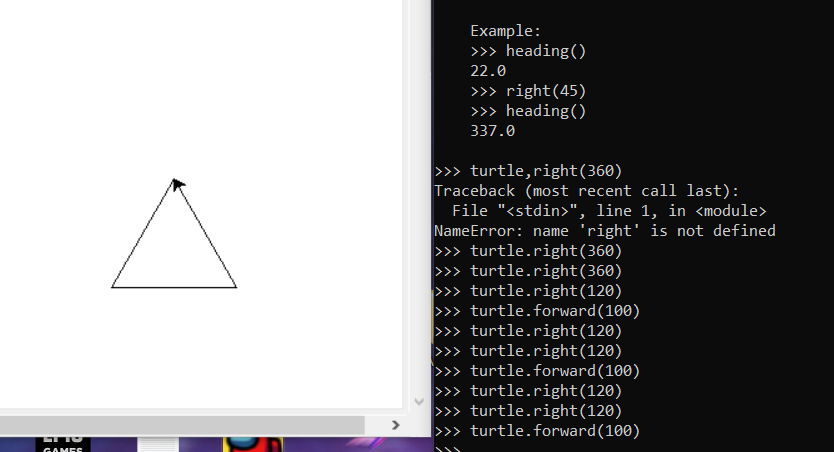 Example:
>>> heading()
22.0
>>> right(45)
>>> heading()
337.0
>>> turtle,right(360)
Traceback (most recent call last):
File "<stdin>", line 1, in <module>
NameError: name 'right' is not defined
>>> turtle.right(360)
>>> turtle.right(360)
>>> turtle.right(120)
>>> turtle.forward(100)
>>> turtle.right(120)
>>> turtle.right(120)
>>> turtle.forward(100)
>>> turtle.right(120)
>>> turtle.right(120)
>>> turtle.forward(100)
>>>
EPIC
GAMES